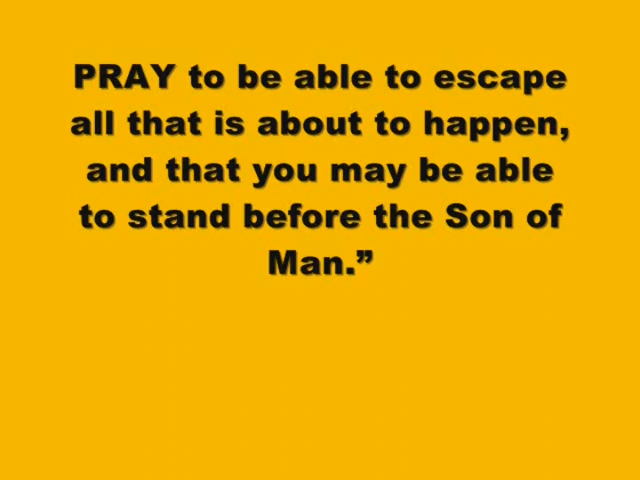 PRAY to be able to escape
all that is about to happen,
and that you may be able
to stand before the Son of
Man.”